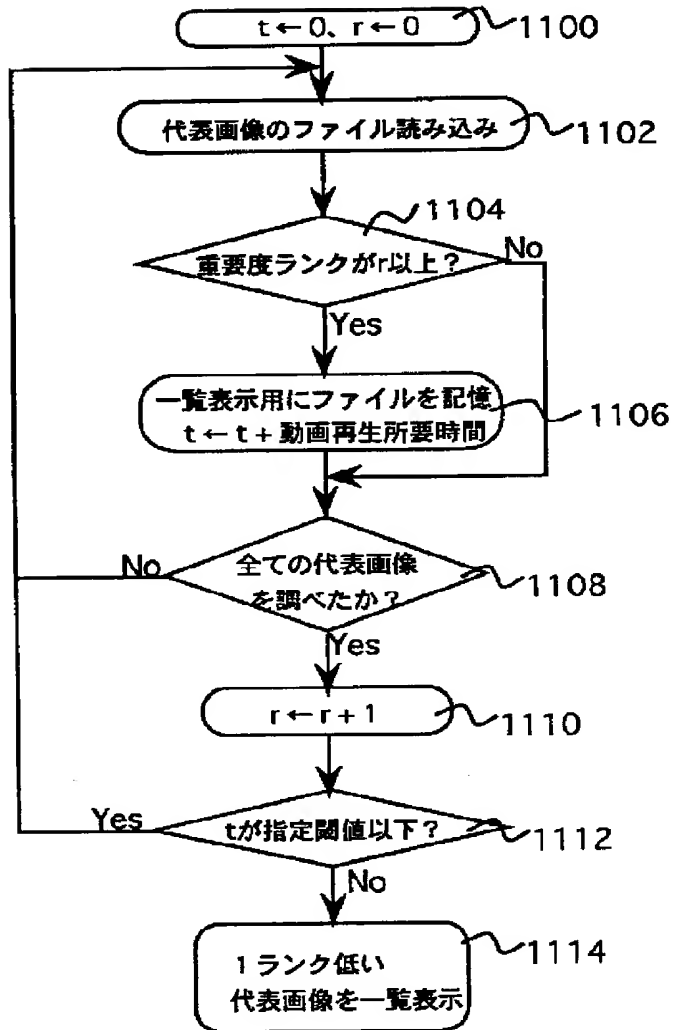 t←0、r←0
1100
代表画像のファイル読み込み
1102
1104
重要度ランクがr以上?
No
Yes
一覧表示用にファイルを記憶
t←t+動画再生所要時間
1106
No
全ての代表画像
を調べたか?
1108
Yes
r←r+1
1110
Yes
tが指定閾値以下?
1112
No
1ランク低い
代表画像を一覧表示
1114